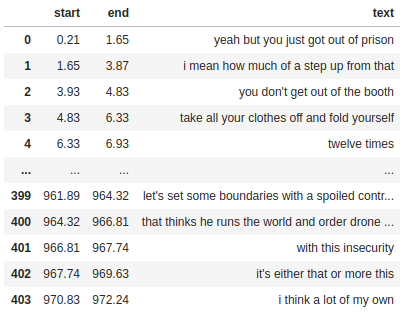 start end text
0 0.21 1.65 yeah but you just got out of prison
1 1.65 3.87 i mean how much of a step up from that
2 3.93 4.83 you don't get out of the booth
3 4.83 6.33 take all your clothes off and fold yourself
4 6.33 6.93 twelve times
... ... ... ...
399 961.89 964.32 let's set some boundaries with a spoiled contr...
400 964.32 966.81 that thinks he runs the world and order drone ...
401 966.81 967.74 with this insecurity
402 967.74 969.63 it's either that or more this
403 970.83 972.24 i think a lot of my own